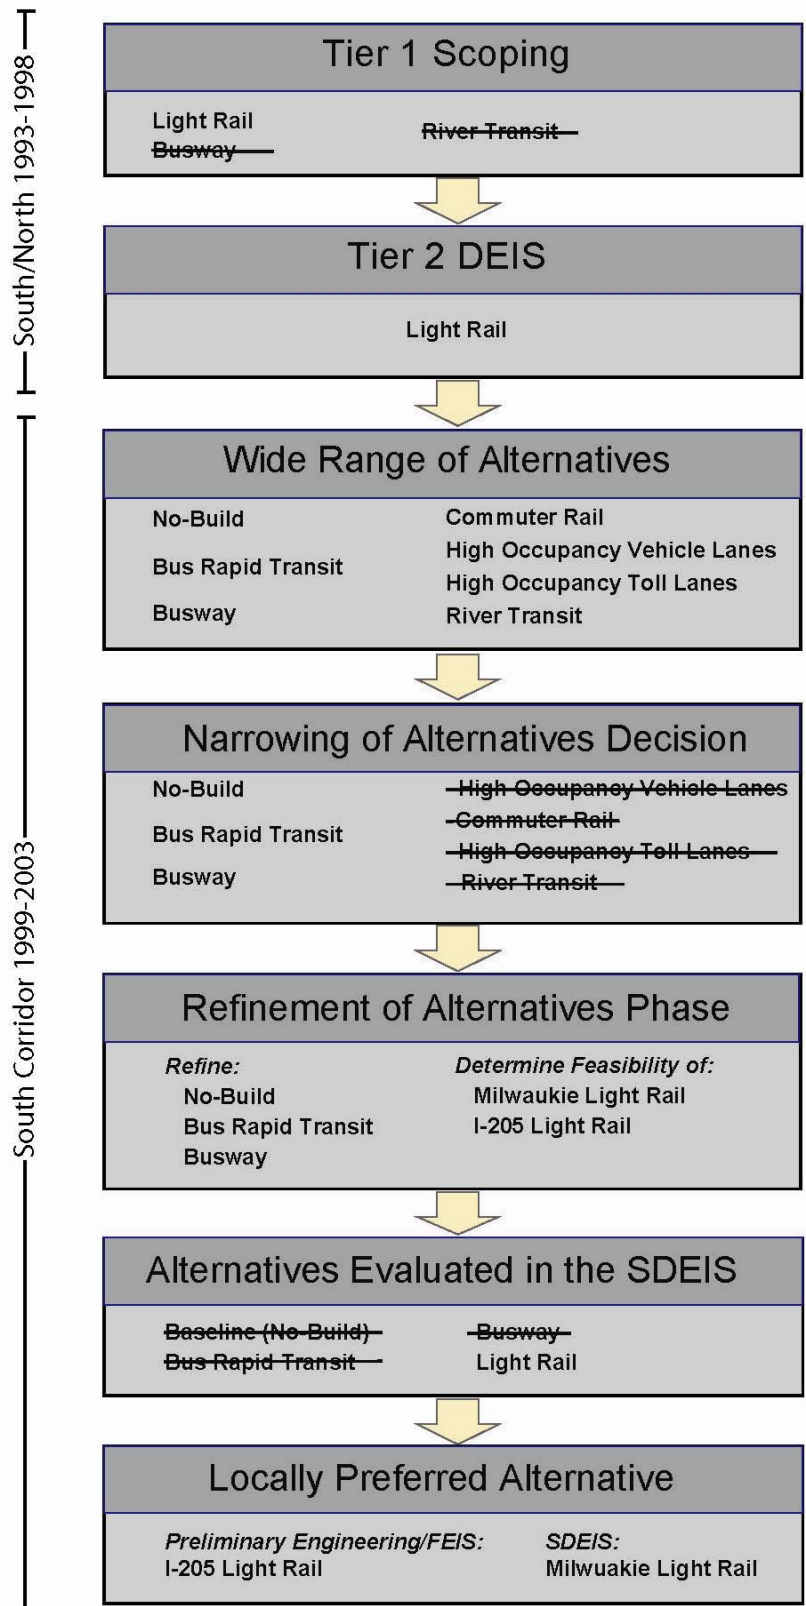 South/North 1993-1998
Tier 1 Scoping
Light Rail
Busway
River Transit
Tier 2 DEIS
Light Rail
South Corridor 1999-2003
Wide Range of Alternatives
No-Build
Bus Rapid Transit
Busway
Commuter Rail
High Occupancy Vehicle Lanes
High Occupancy Toll Lanes
River Transit
Narrowing of Alternatives Decision
No-Build
Bus Rapid Transit
Busway
High Occupancy Vehicle Lanes
Commuter Rail
High Occupancy Toll Lanes
River Transit
Refinement of Alternatives Phase
Refine:
No-Build
Bus Rapid Transit
Busway
Determine Feasibility of:
Milwaukie Light Rail
I-205 Light Rail
Alternatives Evaluated in the SDEIS
Baseline (No-Build)
Bus Rapid Transit
Busway
Light Rail
Locally Preferred Alternative
Preliminary Engineering/FEIS:
I-205 Light Rail
SDEIS:
Milwuakie Light Rail